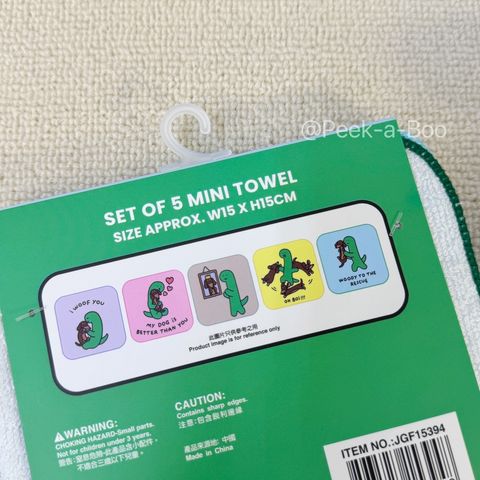 @Peek-a-Boo
SET OF 5 MINI TOWEL
SIZE APPROX. W15 X H15CM
I WOOF YOU
MY DOG IS
BETTER THAN YOU
OH BOI!!!
WOODY TO THE
RESCUE
此圖片只供參考之用
Product image is for reference only
WARNING:
CHOKING HAZARD-Small parts.
Not for children under 3 years.
警告:窒息危險-此產品含小配件。
不適合三歲以下兒童。
CAUTION:
Contains sharp edges.
注意:包含銳利邊緣
產品來源地: 中國
Made in China
ITEM NO.:JGF15394